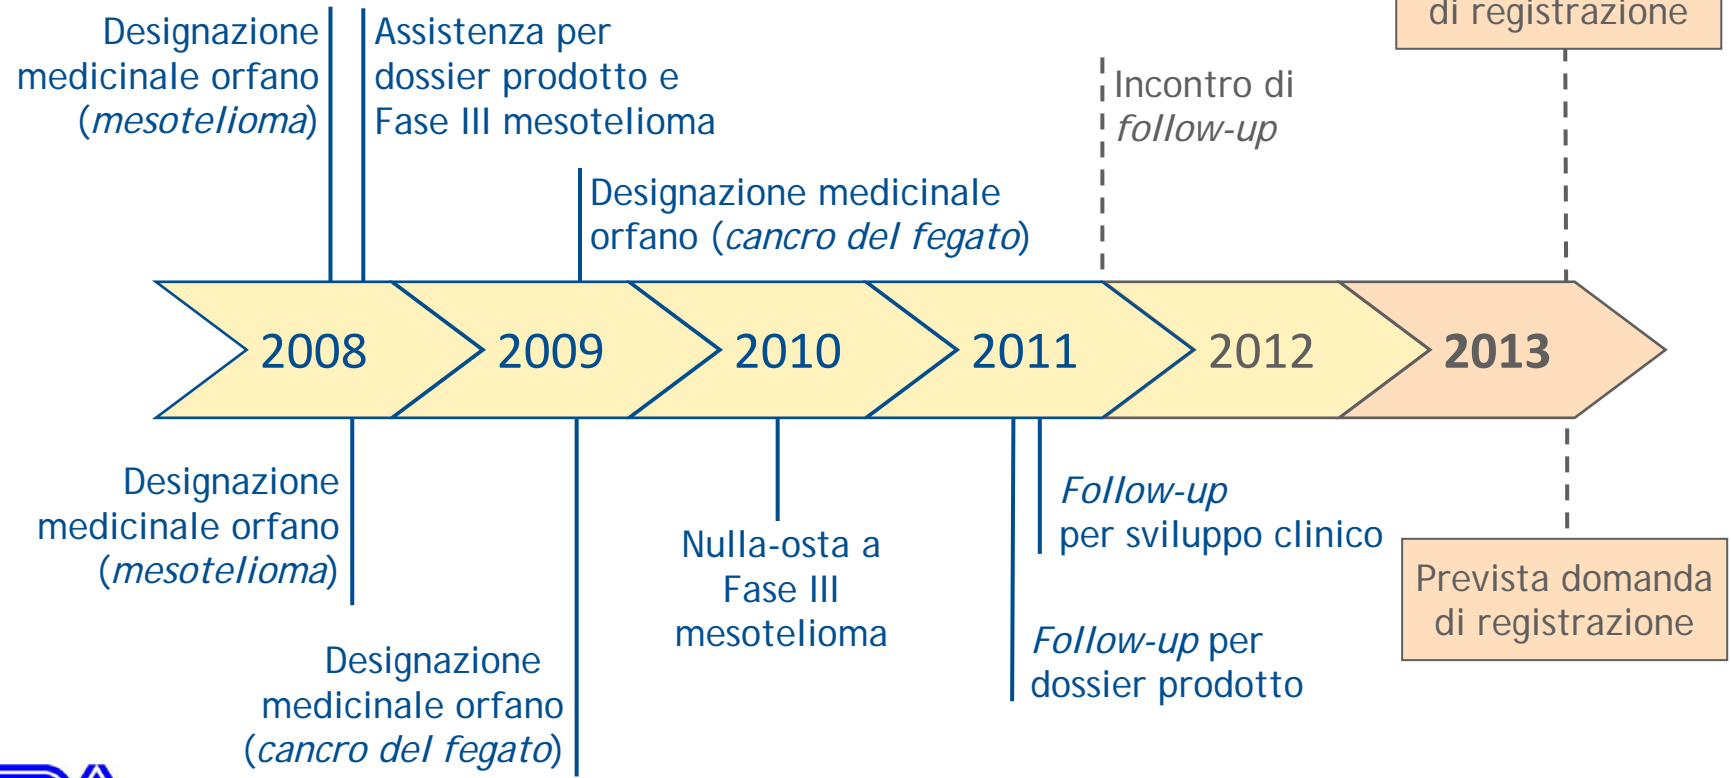 di registrazione
Designazione
medicinale orfano
(mesotelioma)
Assistenza per
dossier prodotto e
Fase III mesotelioma
Incontro di
follow-up
Designazione medicinale
orfano (cancro del fegato)
2008
2009
2010
2011
2012
2013
Designazione
medicinale orfano
(mesotelioma)
Designazione
medicinale orfano
(cancro del fegato)
Nulla-osta a
Fase III
mesotelioma
Follow-up
per sviluppo clinico
Follow-up per
dossier prodotto
Prevista domanda
di registrazione